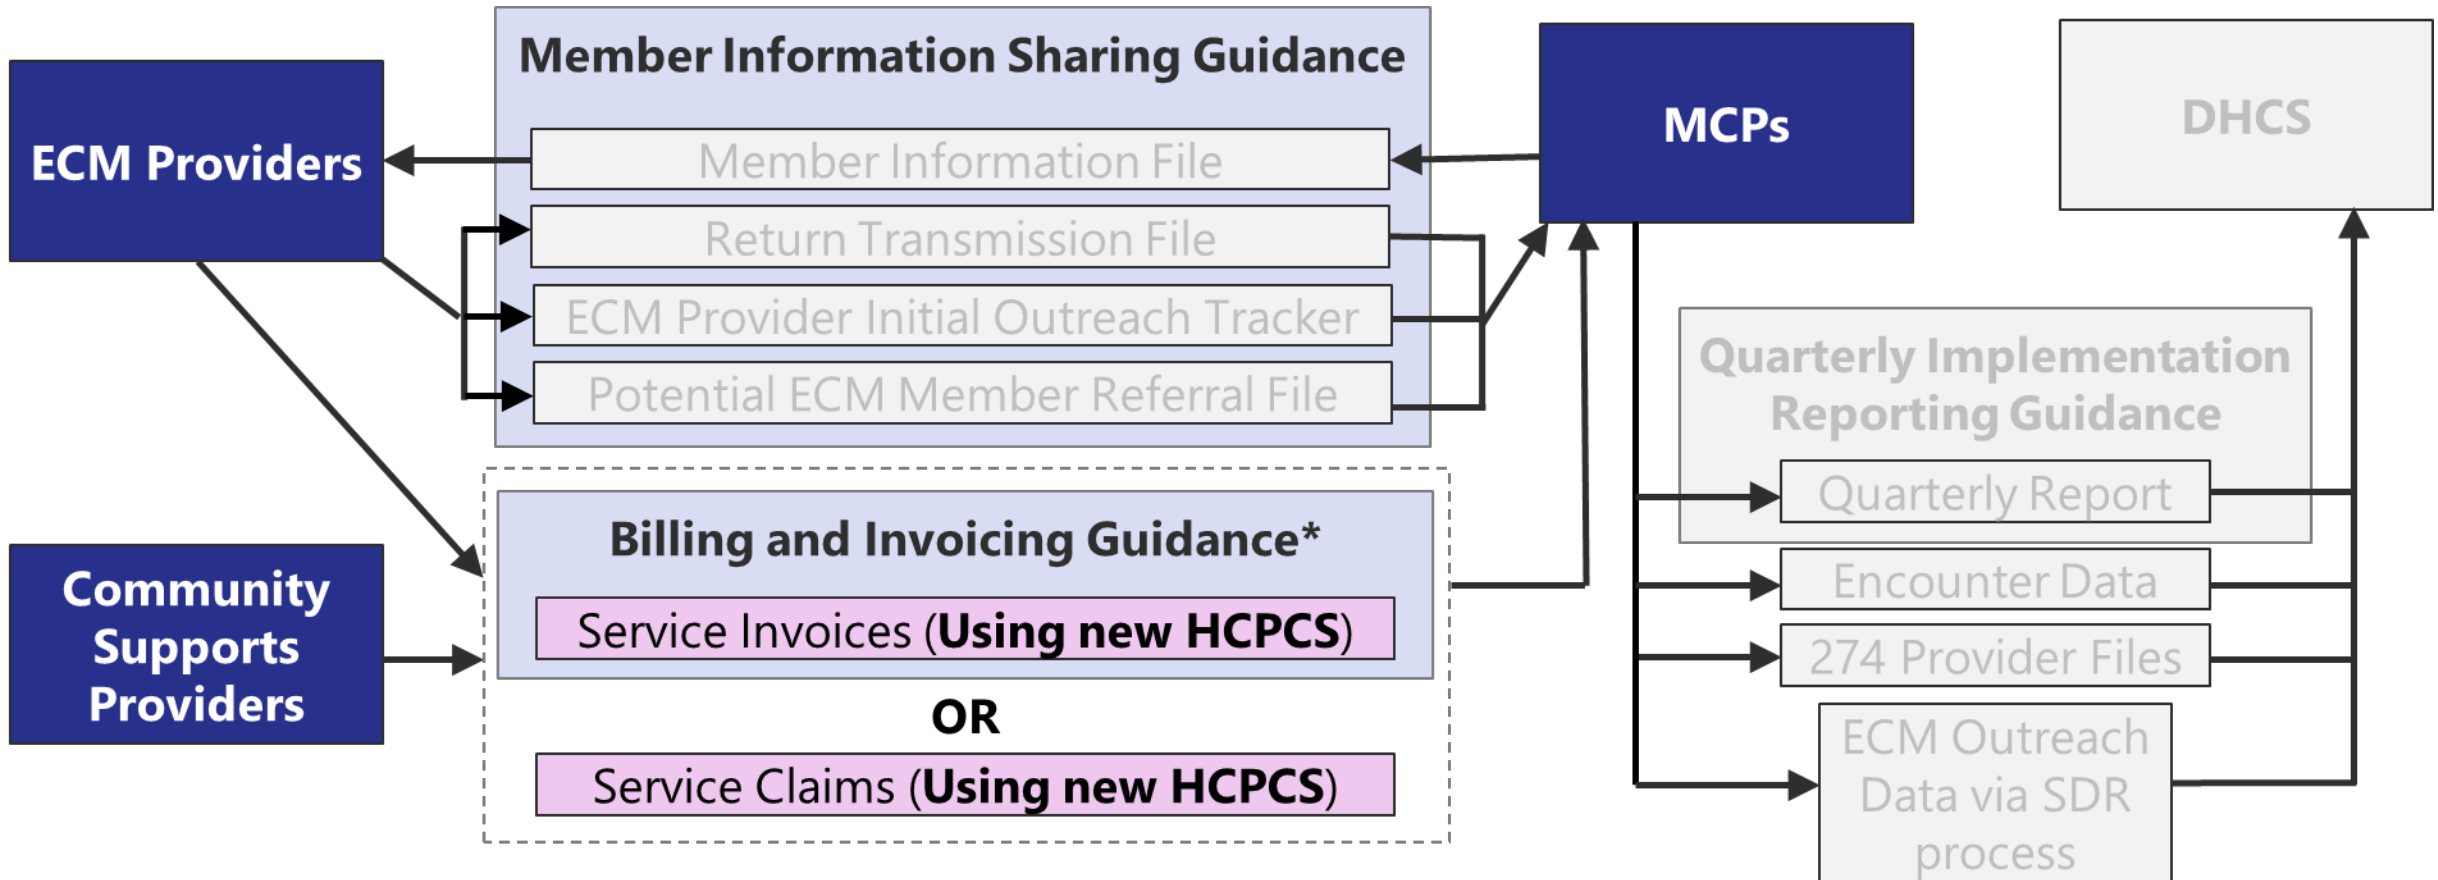 Member Information Sharing Guidance
ECM Providers
Member Information File
Return Transmission File
ECM Provider Initial Outreach Tracker
Potential ECM Member Referral File
MCPs
DHCS
Community
Supports
Providers
Billing and Invoicing Guidance*
Service Invoices (Using new HCPCS)
OR
Service Claims (Using new HCPCS)
Quarterly Implementation
Reporting Guidance
Quarterly Report
Encounter Data
274 Provider Files
ECM Outreach
Data via SDR
process